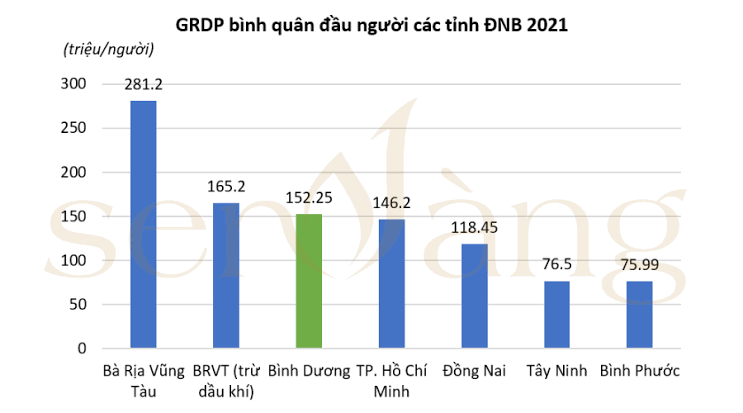 GRDP bình quân đầu người các tỉnh ĐNB 2021
(triệu/người)
300
250
200
150
100
50
0
281.2
165.2
152.25
146.2
118.45
76.5
75.99
Bà Rịa Vũng
Tàu
BRVT (trừ
dầu khí)
Bình Dương
TP. Hồ Chí
Minh
Đồng Nai
Tây Ninh
Bình Phước
sen vàng